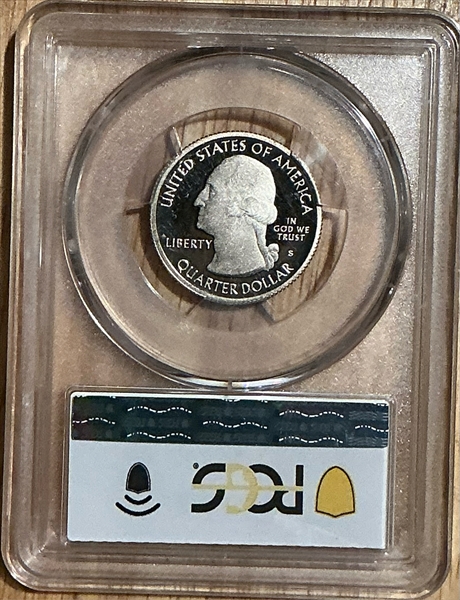 UNITED STATES OF AMERICA
LIBERTY
IN
GOD WE
TRUST
S
QUARTER DOLLAR
PCGS